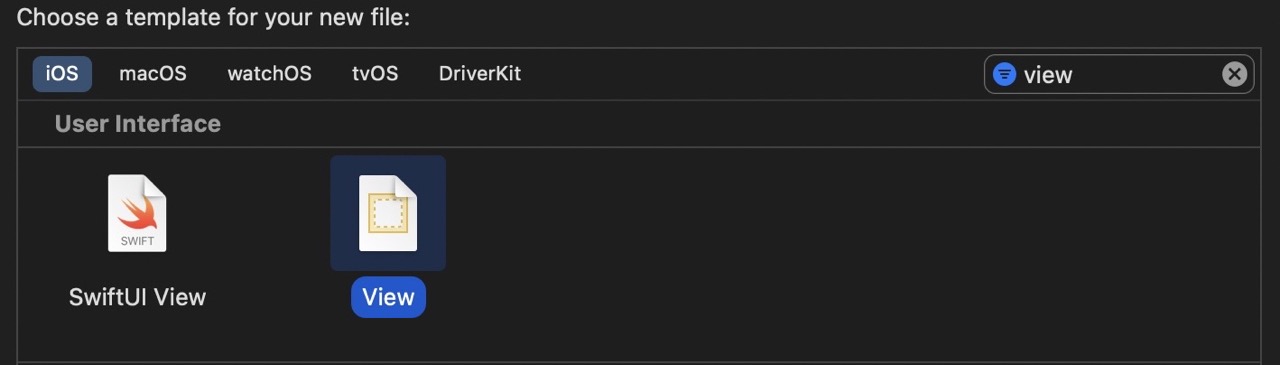 Choose a template for your new file:
iOS macOS watchOS tvOS DriverKit view
User Interface
SWIFT
SwiftUI View View